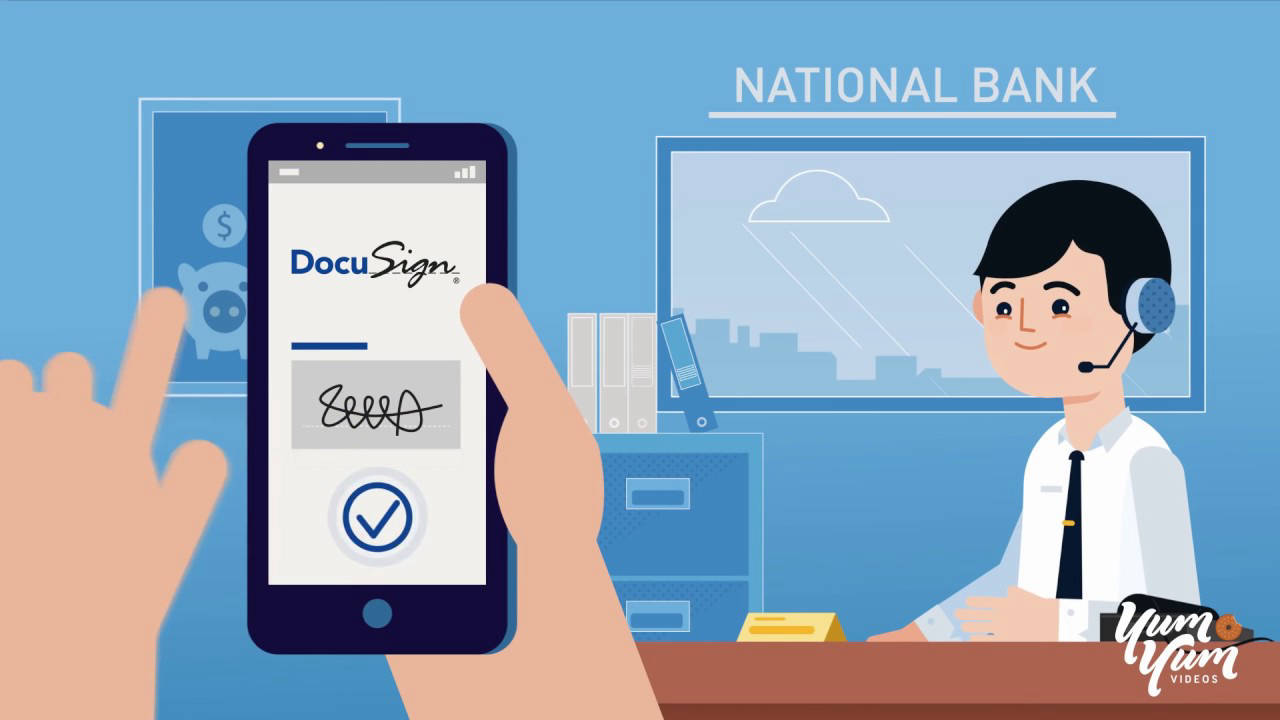 NATIONAL BANK
$
DocuSign®
Yum
Yum
VIDEOS